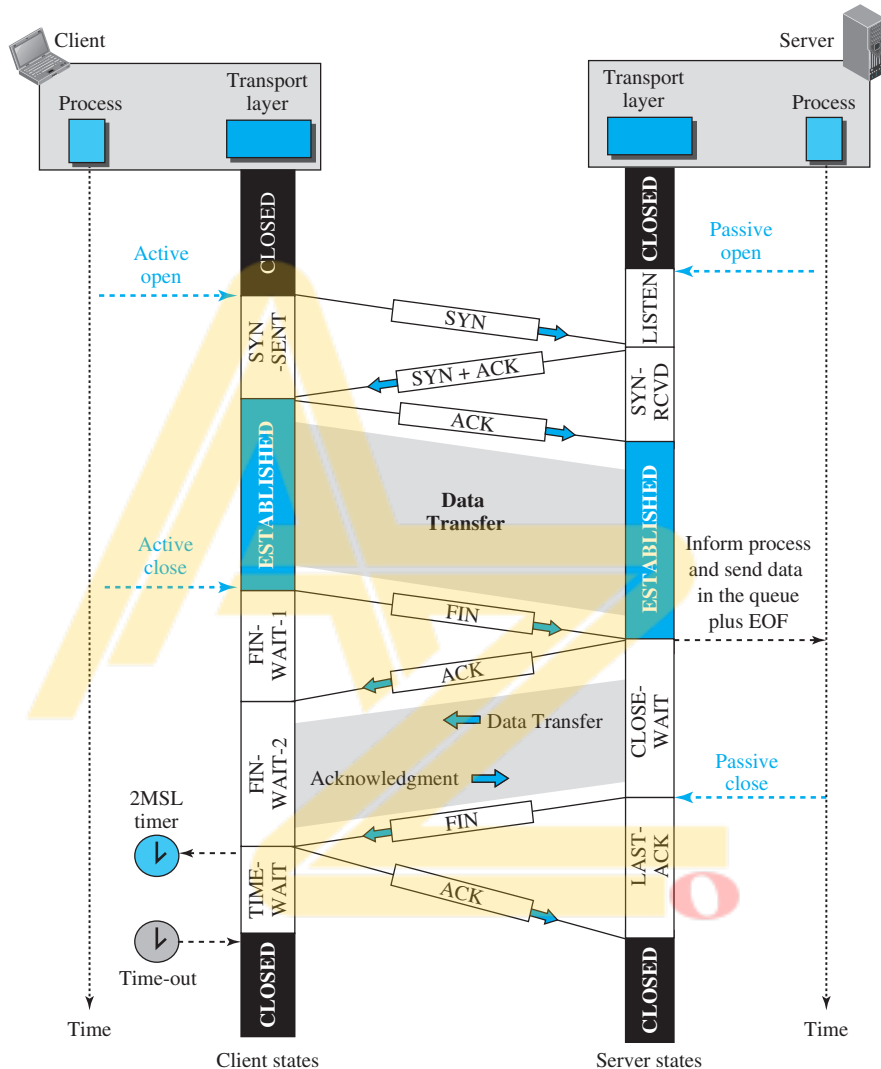 Client
Server
Transport
layer
Process
Transport
layer
Process
CLOSED
CLOSED
Passive
open
Active
open
LISTEN
SYN
SYN
-SENT
SYN + ACK
SYN-
RCVD
ACK
ESTABLISHED
Data
Transfer
ESTABLISHED
Active
close
Inform process
and send data
in the queue
plus EOF
FIN
FIN-
WAIT-1
ACK
CLOSE-
WAIT
Data Transfer
FIN-WAIT-2
Acknowledgment
Passive
close
2MSL
timer
FIN
LAST-
ACK
TIME-
WAIT
ACK
Time-out
CLOSED
CLOSED
Time
Time
Client states
Server states